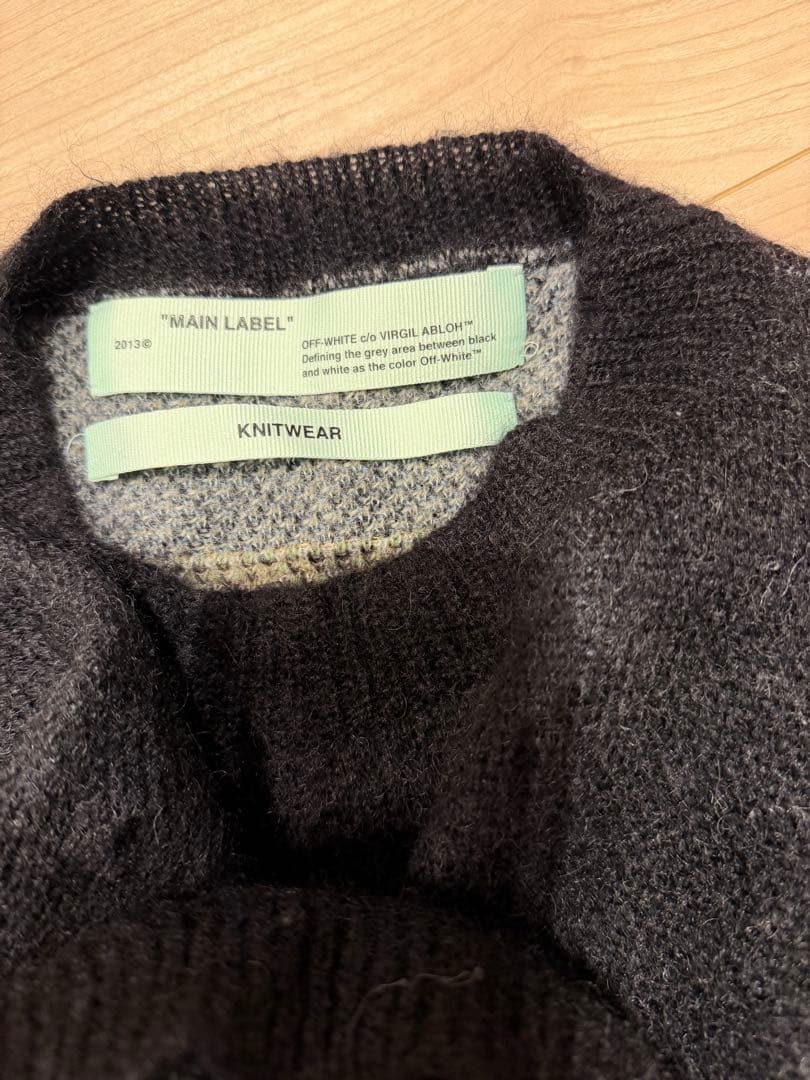 "MAIN LABEL"
2013©
OFF-WHITE c/o VIRGIL ABLOH™
Defining the grey area between black
and white as the color Off-White™
KNITWEAR